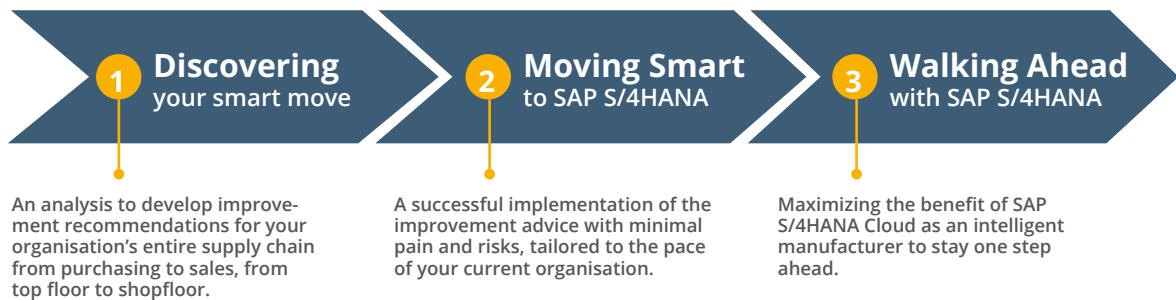 1
Discovering
your smart move
2
Moving Smart
to SAP S/4HANA
3
Walking Ahead
with SAP S/4HANA
An analysis to develop improve-
ment recommendations for your
organisation’s entire supply chain
from purchasing to sales, from
top floor to shopfloor.
A successful implementation of the
improvement advice with minimal
pain and risks, tailored to the pace
of your current organisation.
Maximizing the benefit of SAP
S/4HANA Cloud as an intelligent
manufacturer to stay one step
ahead.